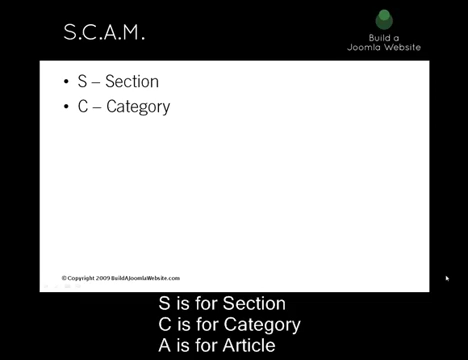 S.C.A.M.
Build a
Joomla Website
• S – Section
• C – Category
© Copyright 2009 BuildAJoomlaWebsite.com
S is for Section
C is for Category
A is for Article